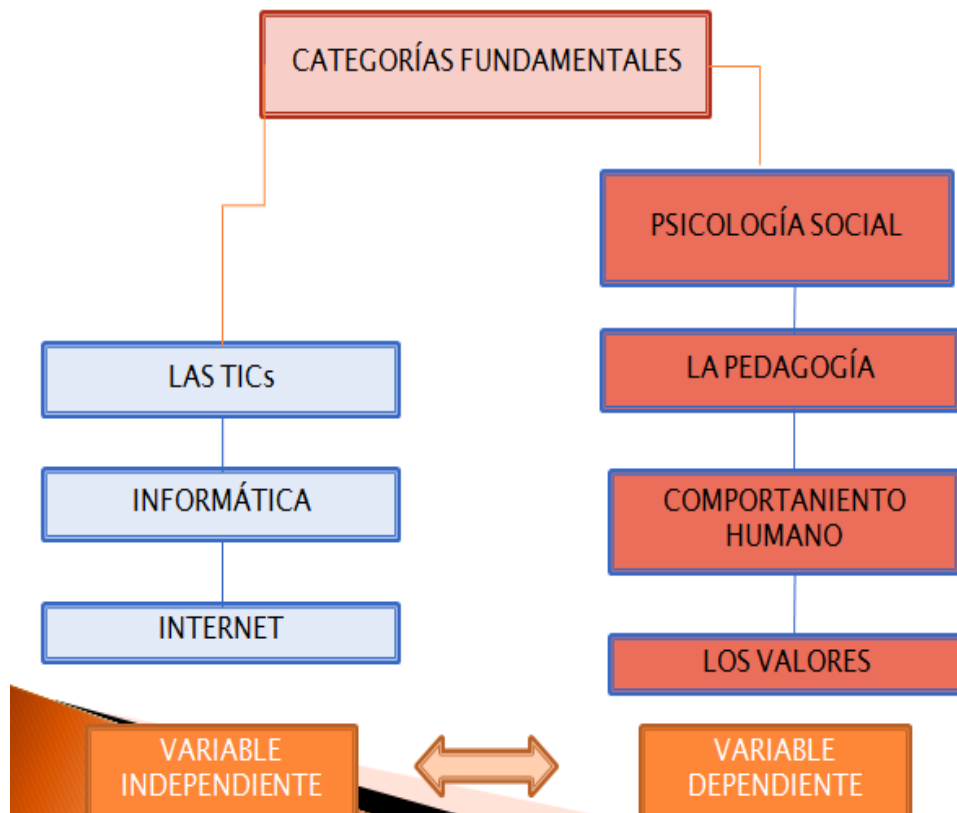 CATEGORÍAS FUNDAMENTALES
PSICOLOGÍA SOCIAL
LA PEDAGOGÍA
COMPORTANIENTO
HUMANO
LOS VALORES
LAS TICs
INFORMÁTICA
INTERNET
VARIABLE
INDEPENDIENTE
VARIABLE
DEPENDIENTE